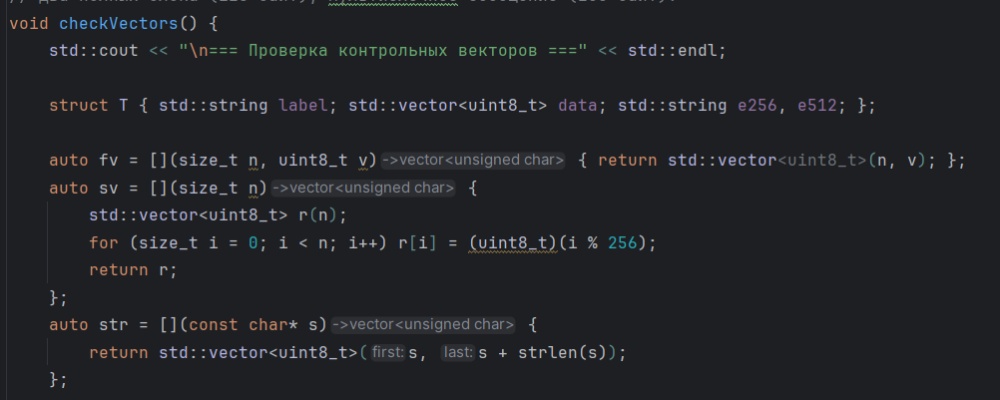 void checkVectors() {
    std::cout << "\n=== Проверка контрольных векторов ===" << std::endl;
    struct T { std::string label; std::vector<uint8_t> data; std::string e256, e512; };
    auto fv = [](size_t n, uint8_t v) ->vector<unsigned char> { return std::vector<uint8_t>(n, v); };
    auto sv = [](size_t n) ->vector<unsigned char> {
        std::vector<uint8_t> r(n);
        for (size_t i = 0; i < n; i++) r[i] = (uint8_t)(i % 256);
        return r;
    };
    auto str = [](const char* s) ->vector<unsigned char> {
        return std::vector<uint8_t>( first: s, last: s + strlen(s));
    };